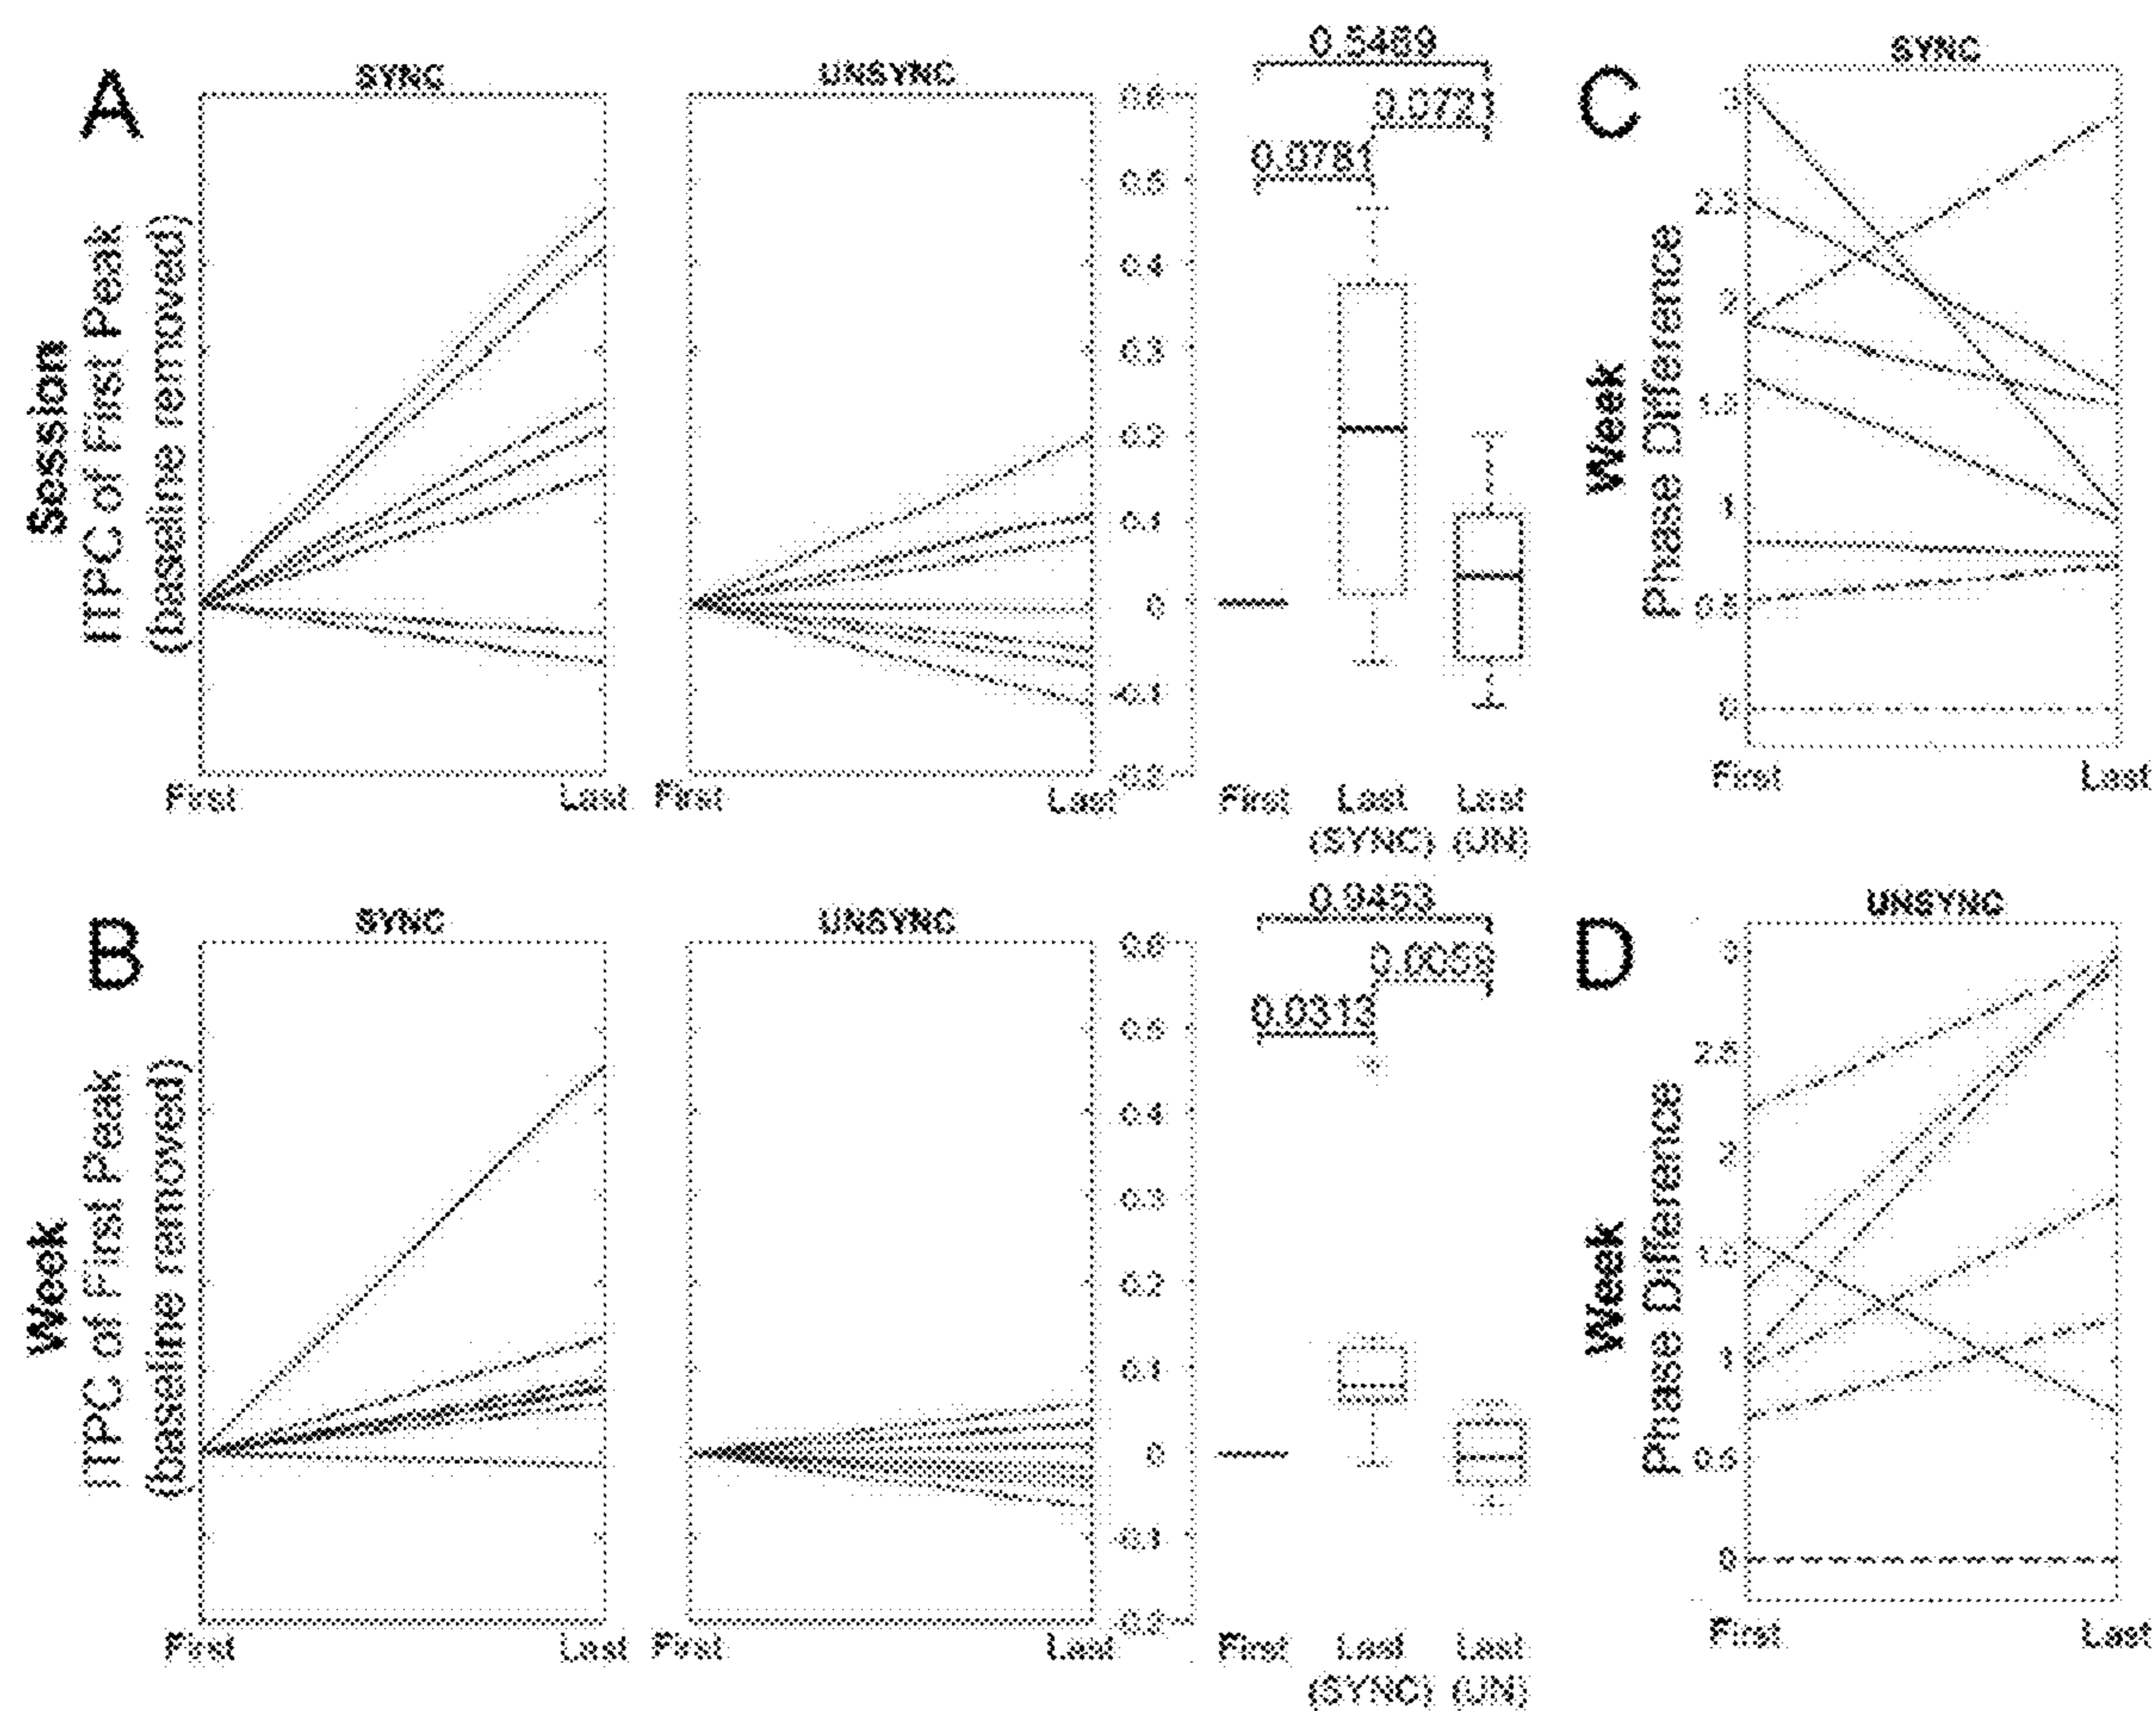 A
SYNC
UNSYNC
Session
ITPC of First Peak
(baseline removed)
0.6
0.5
0.4
0.3
0.2
0.1
0
-0.1
-0.2
First
Last
First
Last
0.5489
0.0721
0.0781
First
Last
(SYNC)
Last
(UN)
C
SYNC
Week
Phase Difference
3
2.5
2
1.5
1
0.5
0
First
Last
B
SYNC
UNSYNC
Week
ITPC of First Peak
(baseline removed)
0.6
0.5
0.4
0.3
0.2
0.1
0
-0.1
-0.2
First
Last
First
Last
0.9453
0.0313
First
Last
(SYNC)
Last
(UN)
D
UNSYNC
Week
Phase Difference
3
2.5
2
1.5
1
0.5
0
First
Last